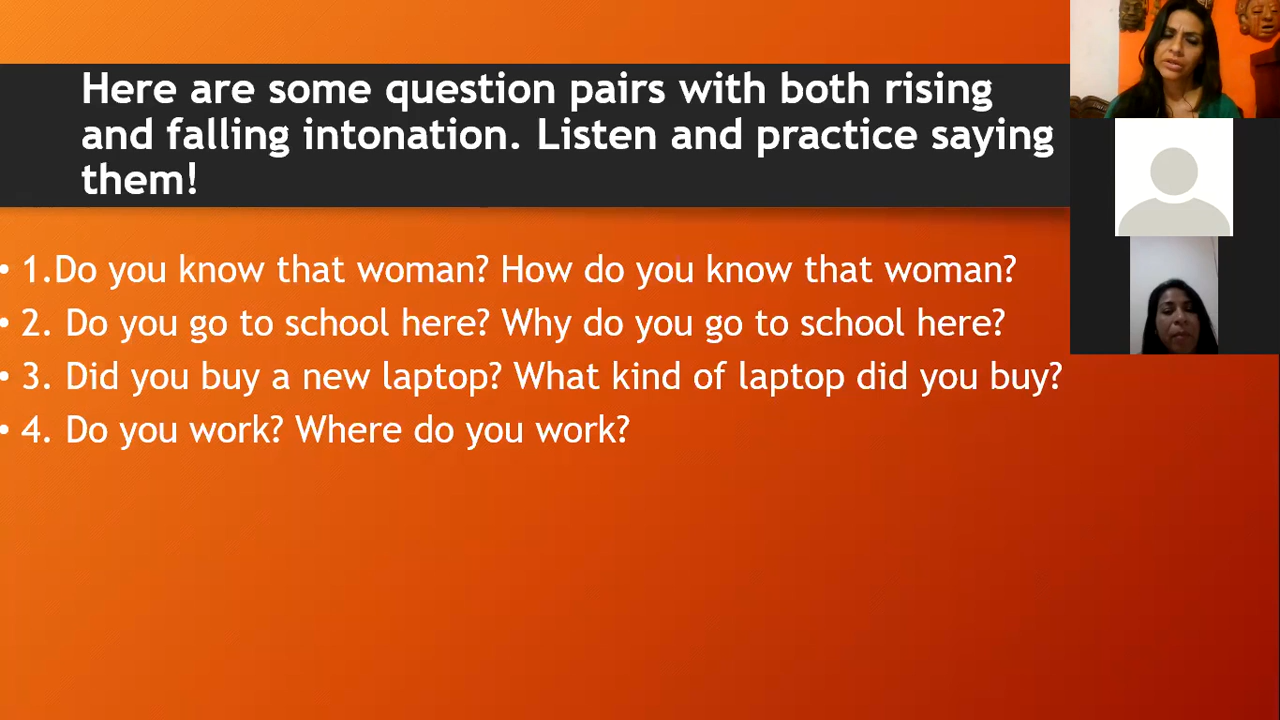 Here are some question pairs with both rising
and falling intonation. Listen and practice saying
them!
• 1.Do you know that woman? How do you know that woman?
• 2. Do you go to school here? Why do you go to school here?
• 3. Did you buy a new laptop? What kind of laptop did you buy?
• 4. Do you work? Where do you work?